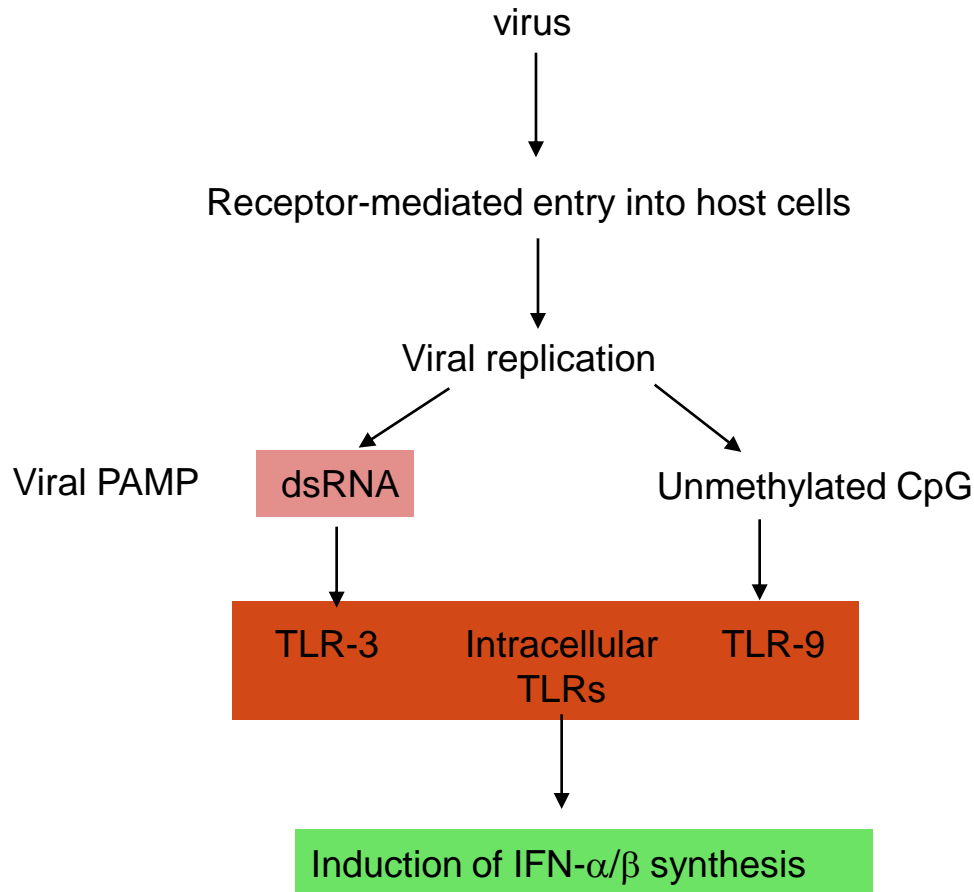 virus
Receptor-mediated entry into host cells
Viral replication
Viral PAMP
dsRNA
Unmethylated CpG
TLR-3
Intracellular
TLRs
TLR-9
Induction of IFN-α/β synthesis